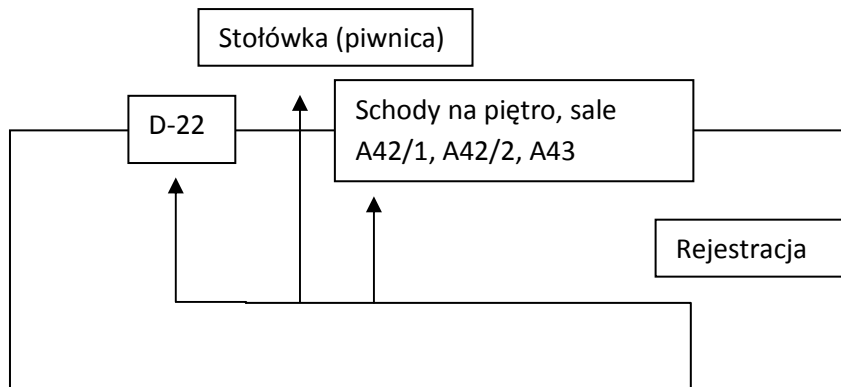 Stołówka (piwnica)
D-22
Schody na piętro, sale
A42/1, A42/2, A43
Rejestracja